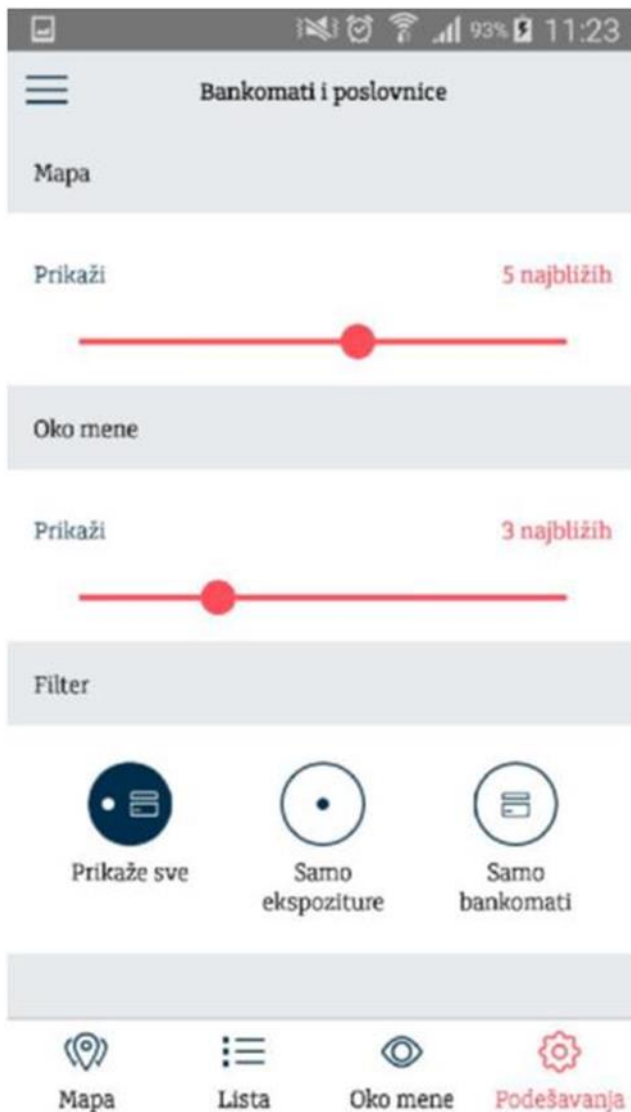 93% 11:23
Bankomati i poslovnice
Mapa
Prikaži 5 najbližih
Oko mene
Prikaži 3 najbližih
Filter
Prikaže sve Samo Samo
ekspoziture bankomati
Mapa Lista Oko mene Podešavanja